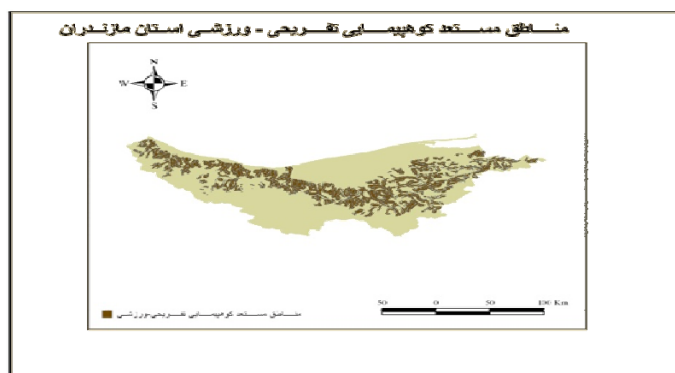 مناطق مستعد کوهپیمایی تفریحی - ورزشی استان مازندران
N
W E
S
50 0 50 100 Km
مناطق مستعد کوهپیمایی تفریحی-ورزشی